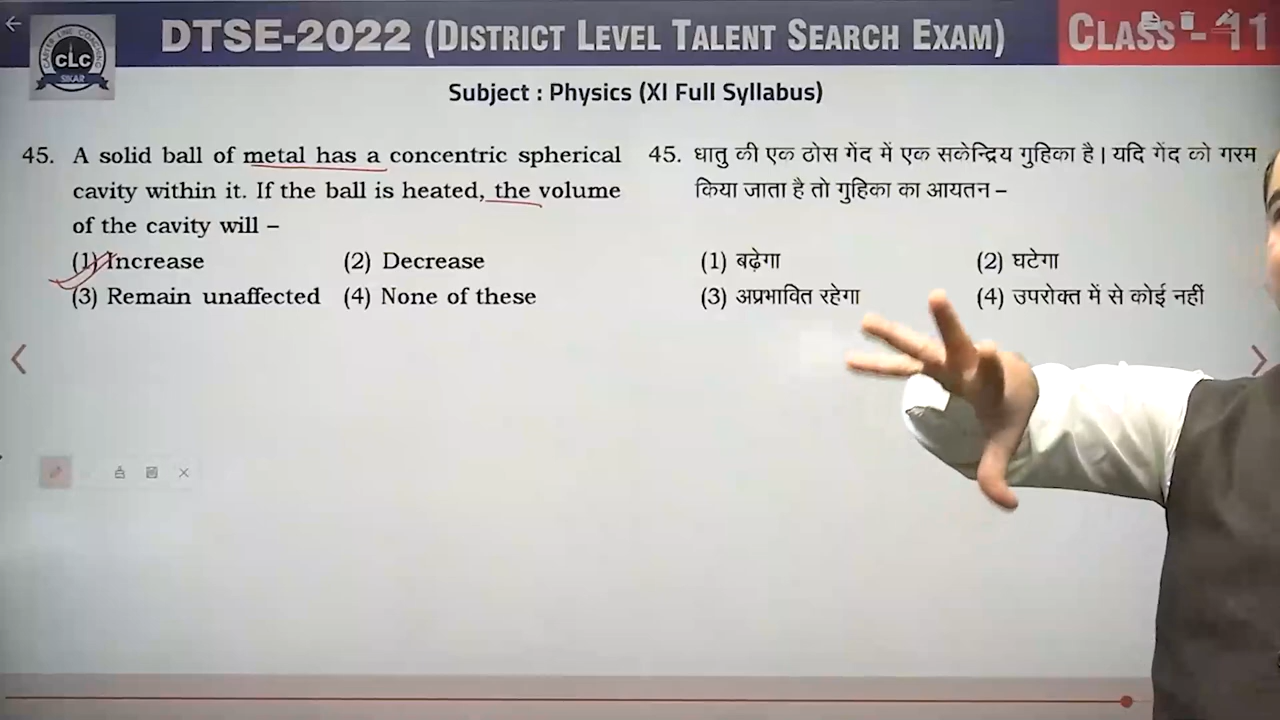 DTSE-2022 (DISTRICT LEVEL TALENT SEARCH EXAM)
CLASS - 11
CLC
SIKAR
Subject : Physics (XI Full Syllabus)
45. A solid ball of metal has a concentric spherical
cavity within it. If the ball is heated, the volume
of the cavity will –
(1) Increase (2) Decrease
(3) Remain unaffected (4) None of these
45. धातु की एक ठोस गेंद में एक सकेन्द्रिय गुहिका है। यदि गेंद को गरम
किया जाता है तो गुहिका का आयतन –
(1) बढ़ेगा (2) घटेगा
(3) अप्रभावित रहेगा (4) उपरोक्त में से कोई नहीं